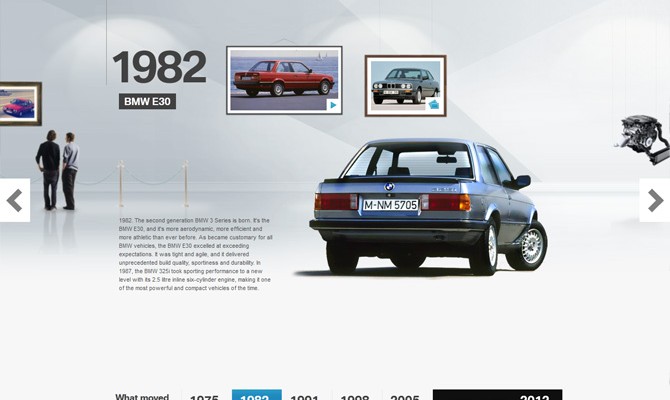 1982
BMW E30
M-NM 5705
1982. The second generation BMW 3 Series is born. It's the
BMW E30, and it's more aerodynamic, more efficient and
more athletic than ever before. As became customary for all
BMW vehicles, the BMW E30 excelled at exceeding
expectations. It was light and agile, and it delivered
unprecedented build quality, sportiness and durability. In
1987, the BMW 325i took sporting performance to a new
level with its 2.5 litre inline six-cylinder engine, making it one
of the most powerful and compact vehicles of the time.
What moved 1975 1982 1991 1998 2005 2012